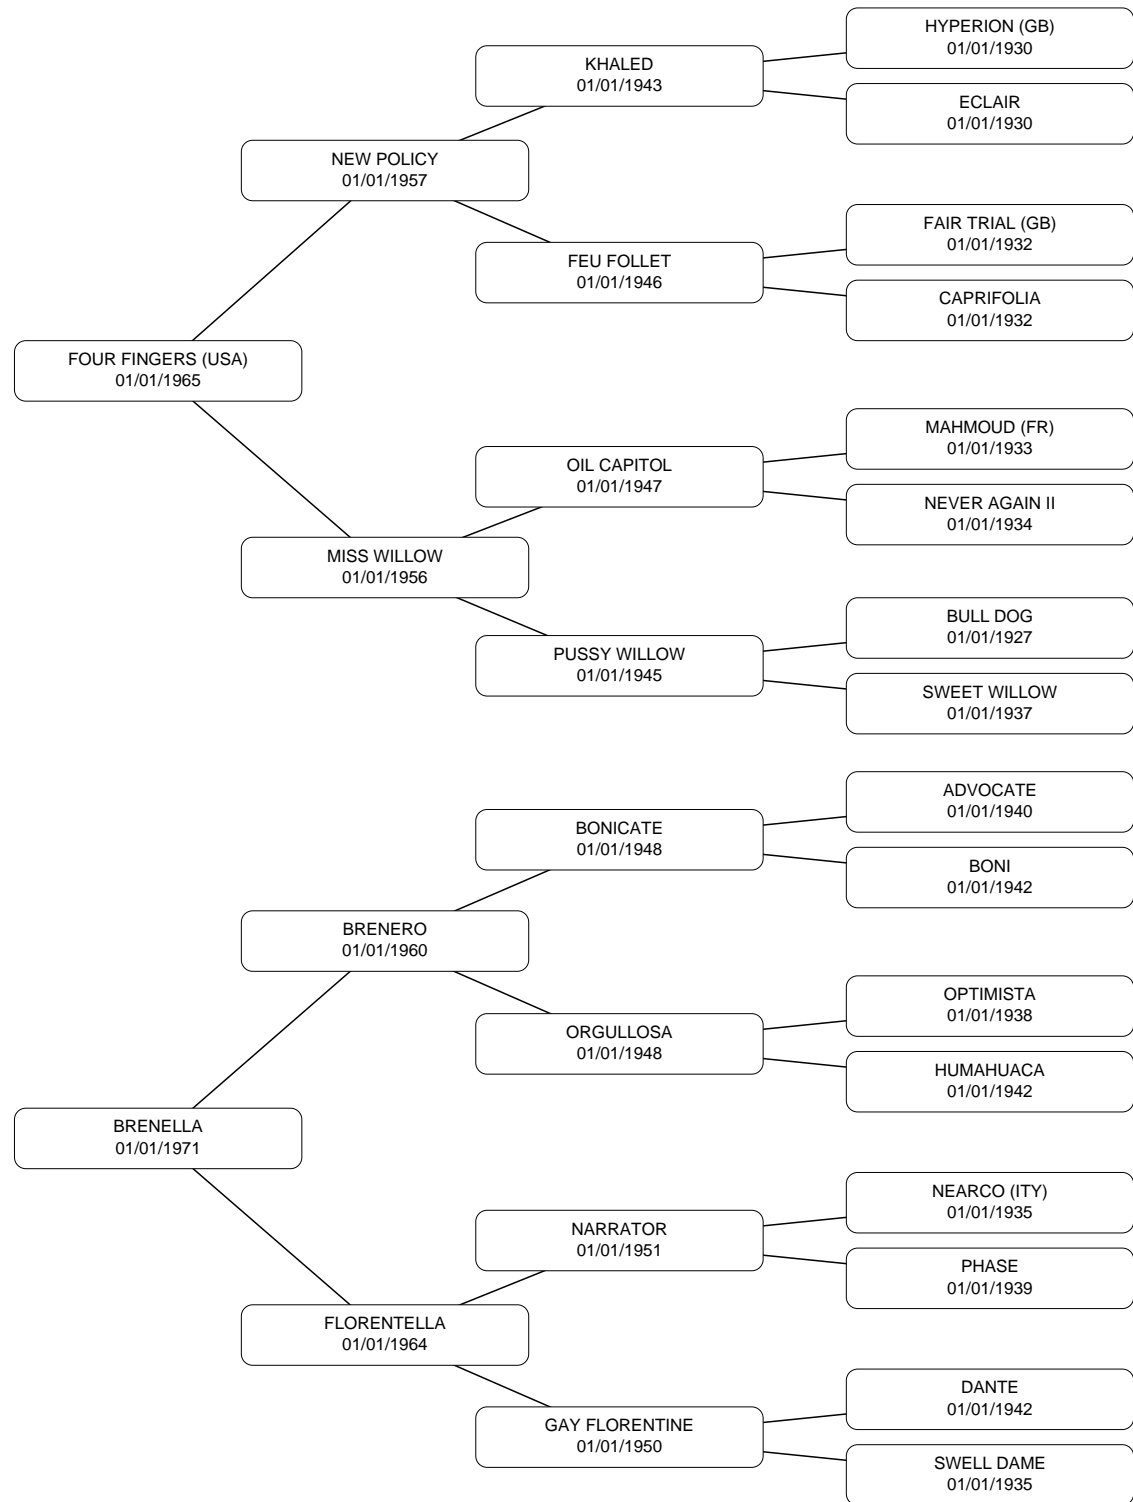 HYPERION (GB)
01/01/1930
KHALED
01/01/1943
ECLAIR
01/01/1930
NEW POLICY
01/01/1957
FAIR TRIAL (GB)
01/01/1932
FEU FOLLET
01/01/1946
CAPRIFOLIA
01/01/1932
FOUR FINGERS (USA)
01/01/1965
MAHMOUD (FR)
01/01/1933
OIL CAPITOL
01/01/1947
NEVER AGAIN II
01/01/1934
MISS WILLOW
01/01/1956
BULL DOG
01/01/1927
PUSSY WILLOW
01/01/1945
SWEET WILLOW
01/01/1937
ADVOCATE
01/01/1940
BONICATE
01/01/1948
BONI
01/01/1942
BRENERO
01/01/1960
OPTIMISTA
01/01/1938
ORGULLOSA
01/01/1948
HUMAHUACA
01/01/1942
BRENELLA
01/01/1971
NEARCO (ITY)
01/01/1935
NARRATOR
01/01/1951
PHASE
01/01/1939
FLORENTELLA
01/01/1964
DANTE
01/01/1942
GAY FLORENTINE
01/01/1950
SWELL DAME
01/01/1935